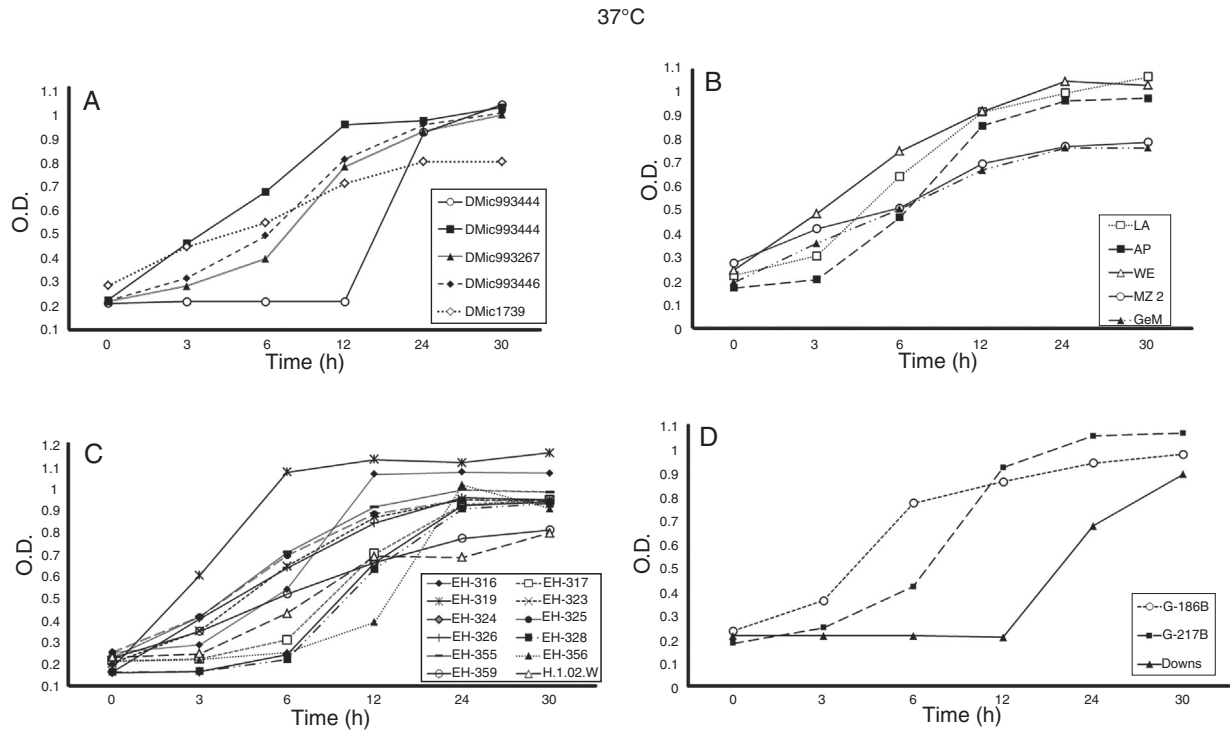 37°C
A
1.1
1
0.9
0.8
0.7
0.6
0.5
0.4
0.3
0.2
0.1
O.D.
0 3 6 12 24 30
Time (h)
DMic993444
DMic993444
DMic993267
DMic993446
DMic1739
B
1.1
1
0.9
0.8
0.7
0.6
0.5
0.4
0.3
0.2
0.1
0
O.D.
0 3 6 12 24 30
Time (h)
LA
AP
WE
MZ 2
GeM
C
1.2
1.1
1
0.9
0.8
0.7
0.6
0.5
0.4
0.3
0.2
0.1
O.D.
0 3 6 12 24 30
Time (h)
EH-316 EH-317
EH-319 EH-323
EH-324 EH-325
EH-326 EH-328
EH-355 EH-356
EH-359 H.1.02.W
D
1.1
1
0.9
0.8
0.7
0.6
0.5
0.4
0.3
0.2
0.1
0
O.D.
0 3 6 12 24 30
Time (h)
G-186B
G-217B
Downs